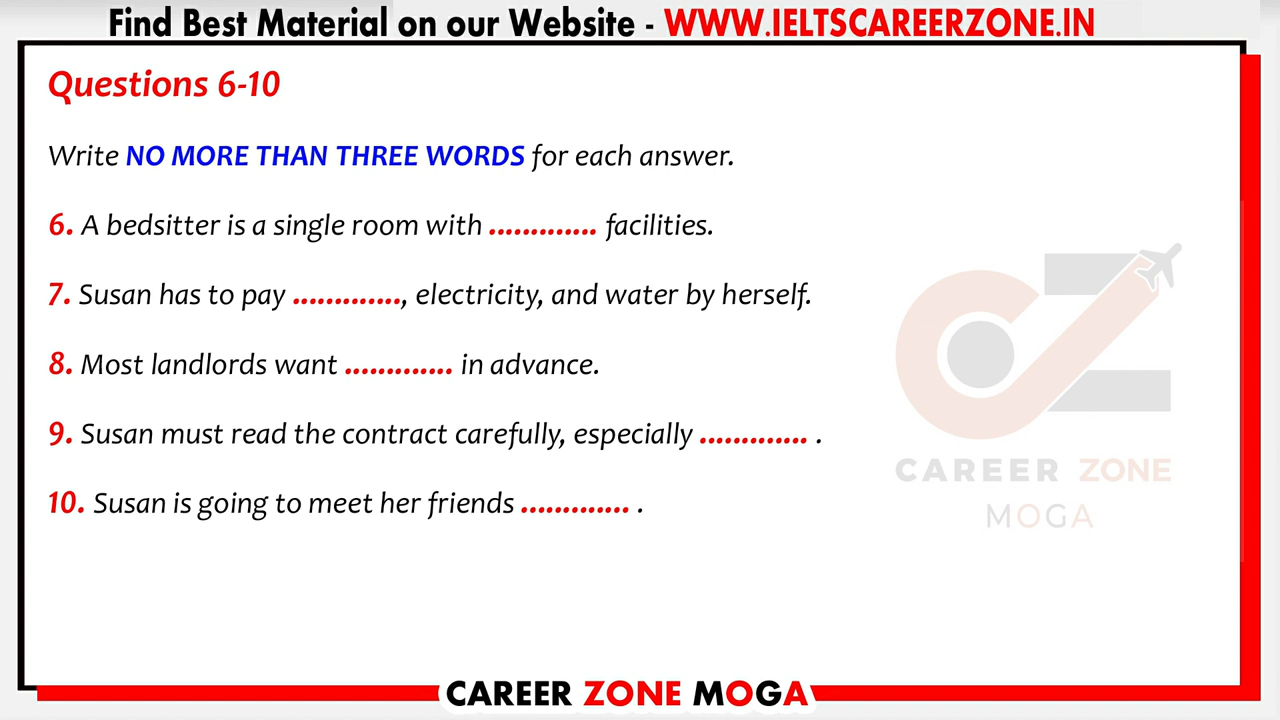 Find Best Material on our Website - WWW.IELTSCAREERZONE.IN
Questions 6-10
Write NO MORE THAN THREE WORDS for each answer.
6. A bedsitter is a single room with ............. facilities.
7. Susan has to pay ............., electricity, and water by herself.
8. Most landlords want ............. in advance.
9. Susan must read the contract carefully, especially ............. .
10. Susan is going to meet her friends ............. .
CAREER ZONE
MOGA
CAREER ZONE MOGA